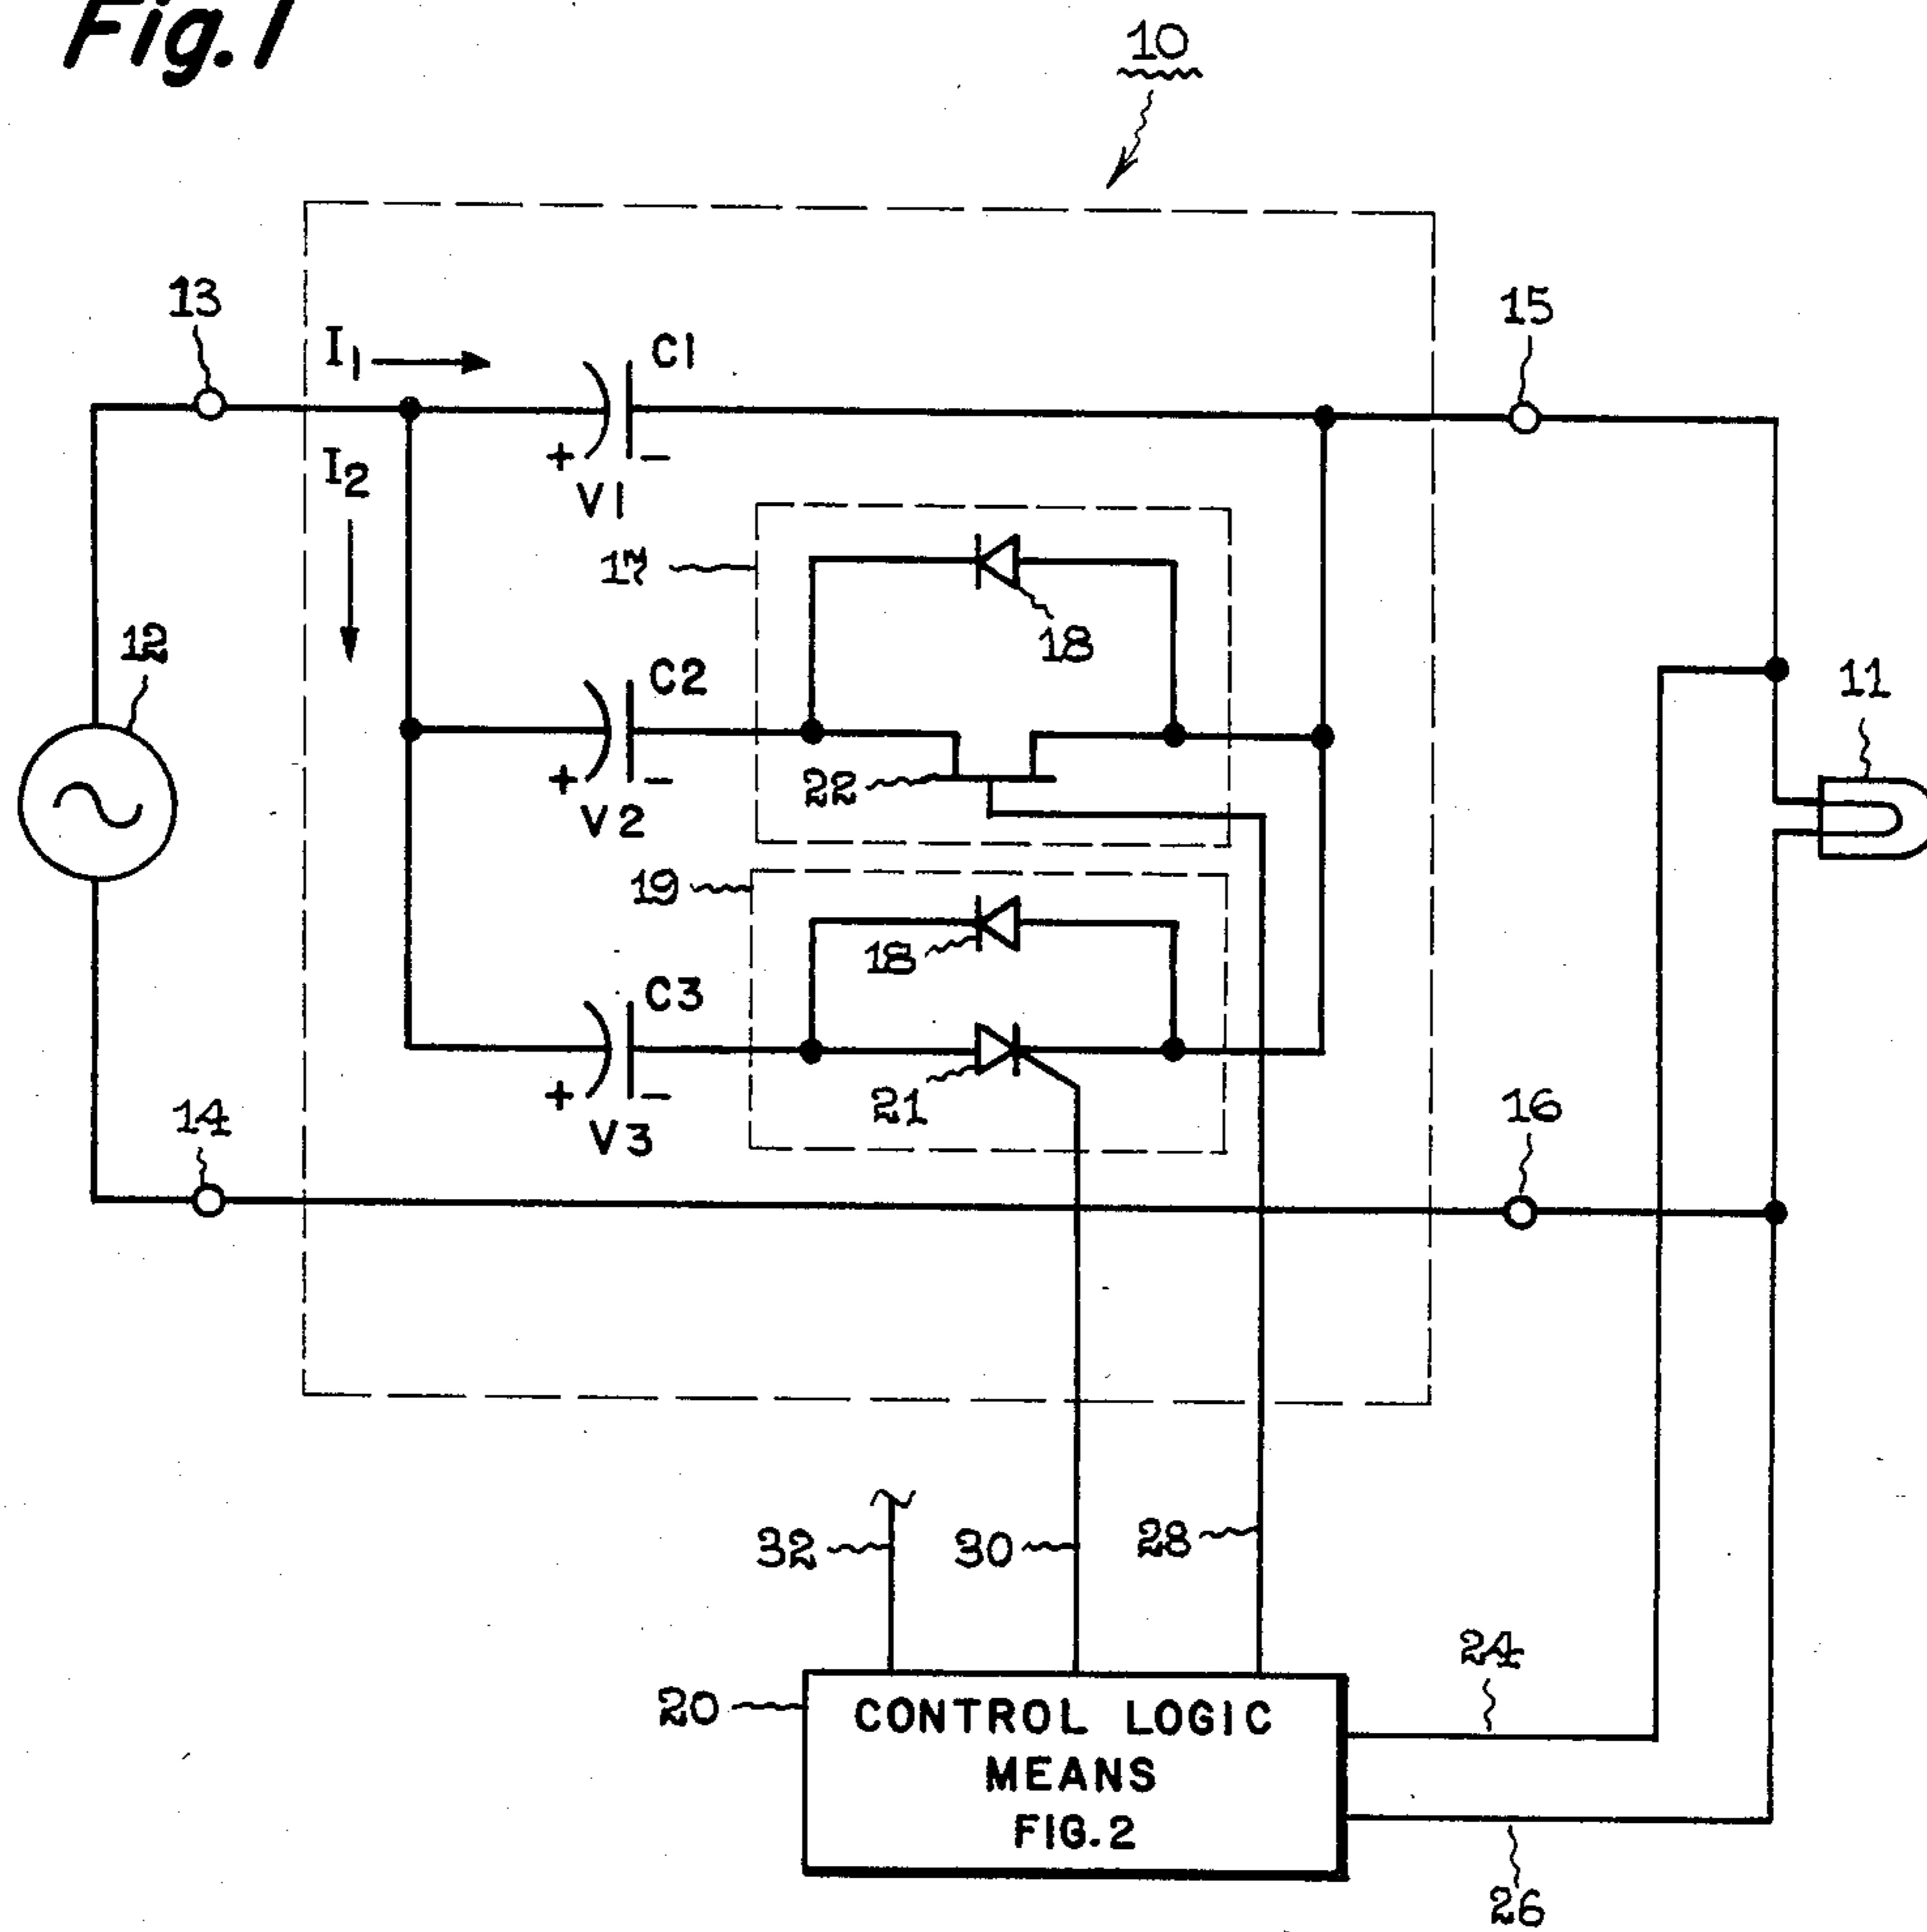 Fig.1
10
13
I1
C1
15
+ -
V1
I2
17
18
12
C2
11
22
+ -
V2
19
18
C3
21
+ -
V3
14
16
32
30
28
24
20
CONTROL LOGIC
MEANS
FIG.2
26